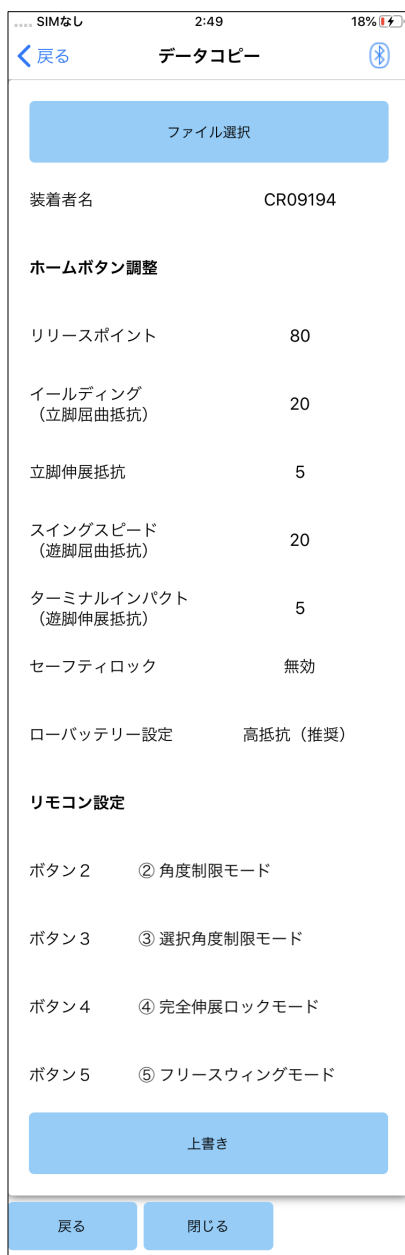 SIMなし 2:49 18%
戻る データコピー
ファイル選択
装着者名 CR09194
ホームボタン調整
リリースポイント 80
イールディング
（立脚屈曲抵抗） 20
立脚伸展抵抗 5
スイングスピード
（遊脚屈曲抵抗） 20
ターミナルインパクト
（遊脚伸展抵抗） 5
セーフティロック 無効
ローバッテリー設定 高抵抗（推奨）
リモコン設定
ボタン２ ② 角度制限モード
ボタン３ ③ 選択角度制限モード
ボタン４ ④ 完全伸展ロックモード
ボタン５ ⑤ フリースウィングモード
上書き
戻る 閉じる